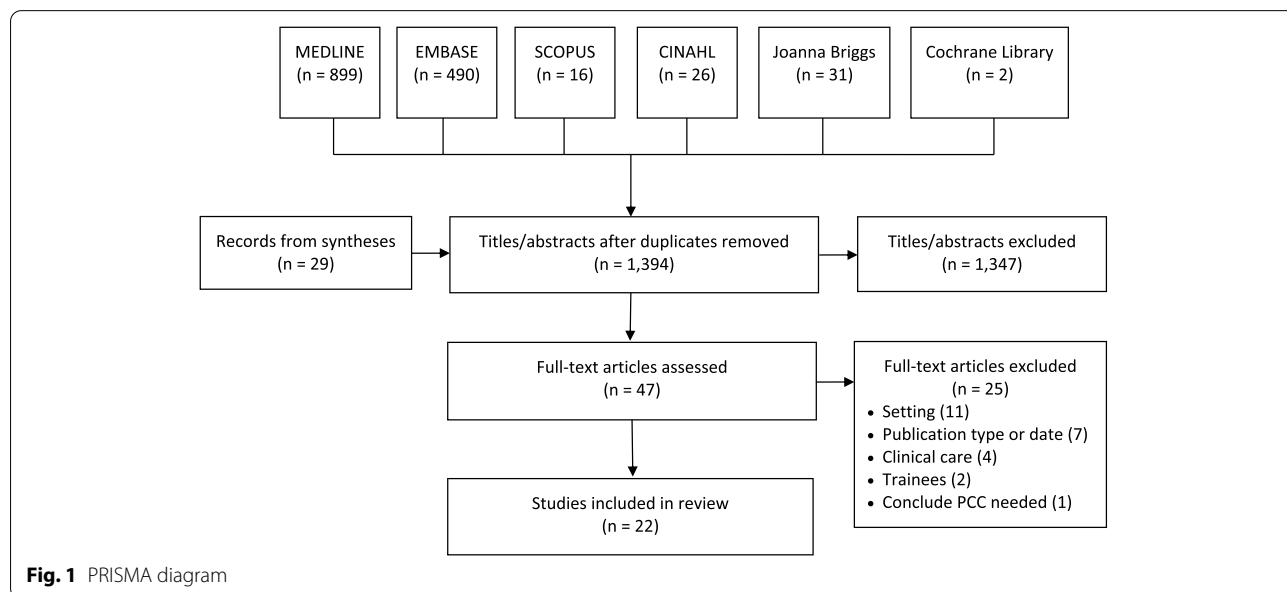 MEDLINE
(n = 899)
EMBASE
(n = 490)
SCOPUS
(n = 16)
CINAHL
(n = 26)
Joanna Briggs
(n = 31)
Cochrane Library
(n = 2)
Records from syntheses
(n = 29)
Titles/abstracts after duplicates removed
(n = 1,394)
Titles/abstracts excluded
(n = 1,347)
Full-text articles assessed
(n = 47)
Full-text articles excluded
(n = 25)
• Setting (11)
• Publication type or date (7)
• Clinical care (4)
• Trainees (2)
• Conclude PCC needed (1)
Studies included in review
(n = 22)
Fig. 1 PRISMA diagram